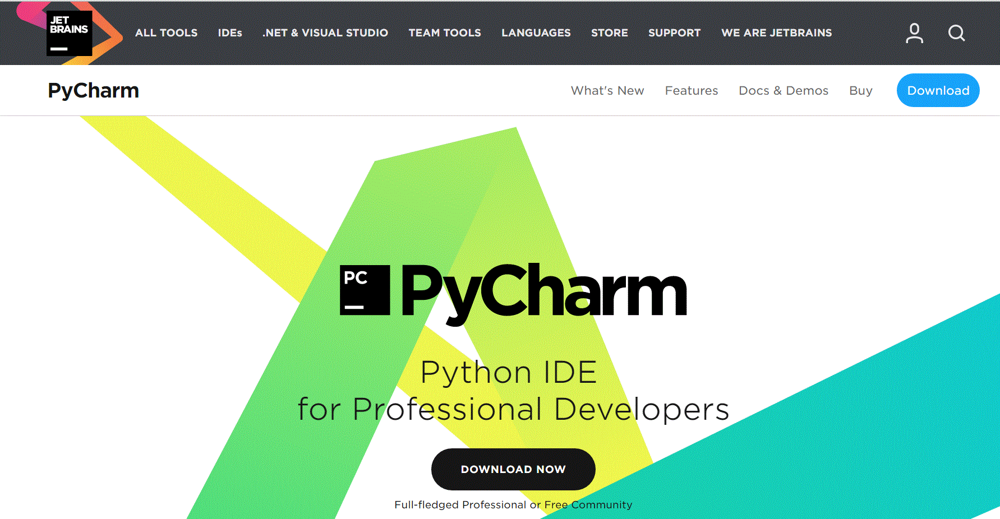 JET
BRAINS
ALL TOOLS IDEs .NET & VISUAL STUDIO TEAM TOOLS LANGUAGES STORE SUPPORT WE ARE JETBRAINS
PyCharm What's New Features Docs & Demos Buy Download
PC
PyCharm
Python IDE
for Professional Developers
DOWNLOAD NOW
Full-fledged Professional or Free Community